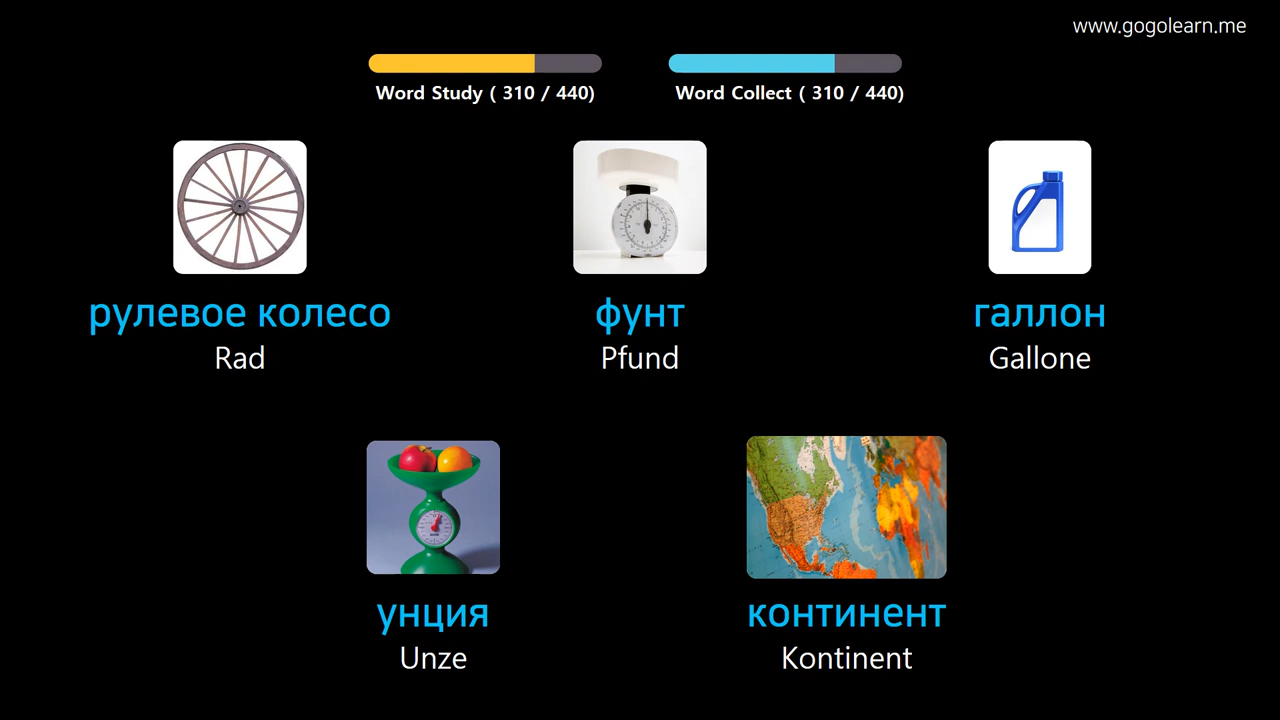 www.gogolearn.me
Word Study ( 310 / 440)
Word Collect ( 310 / 440)
рулевое колесо
Rad
фунт
Pfund
галлон
Gallone
унция
Unze
континент
Kontinent